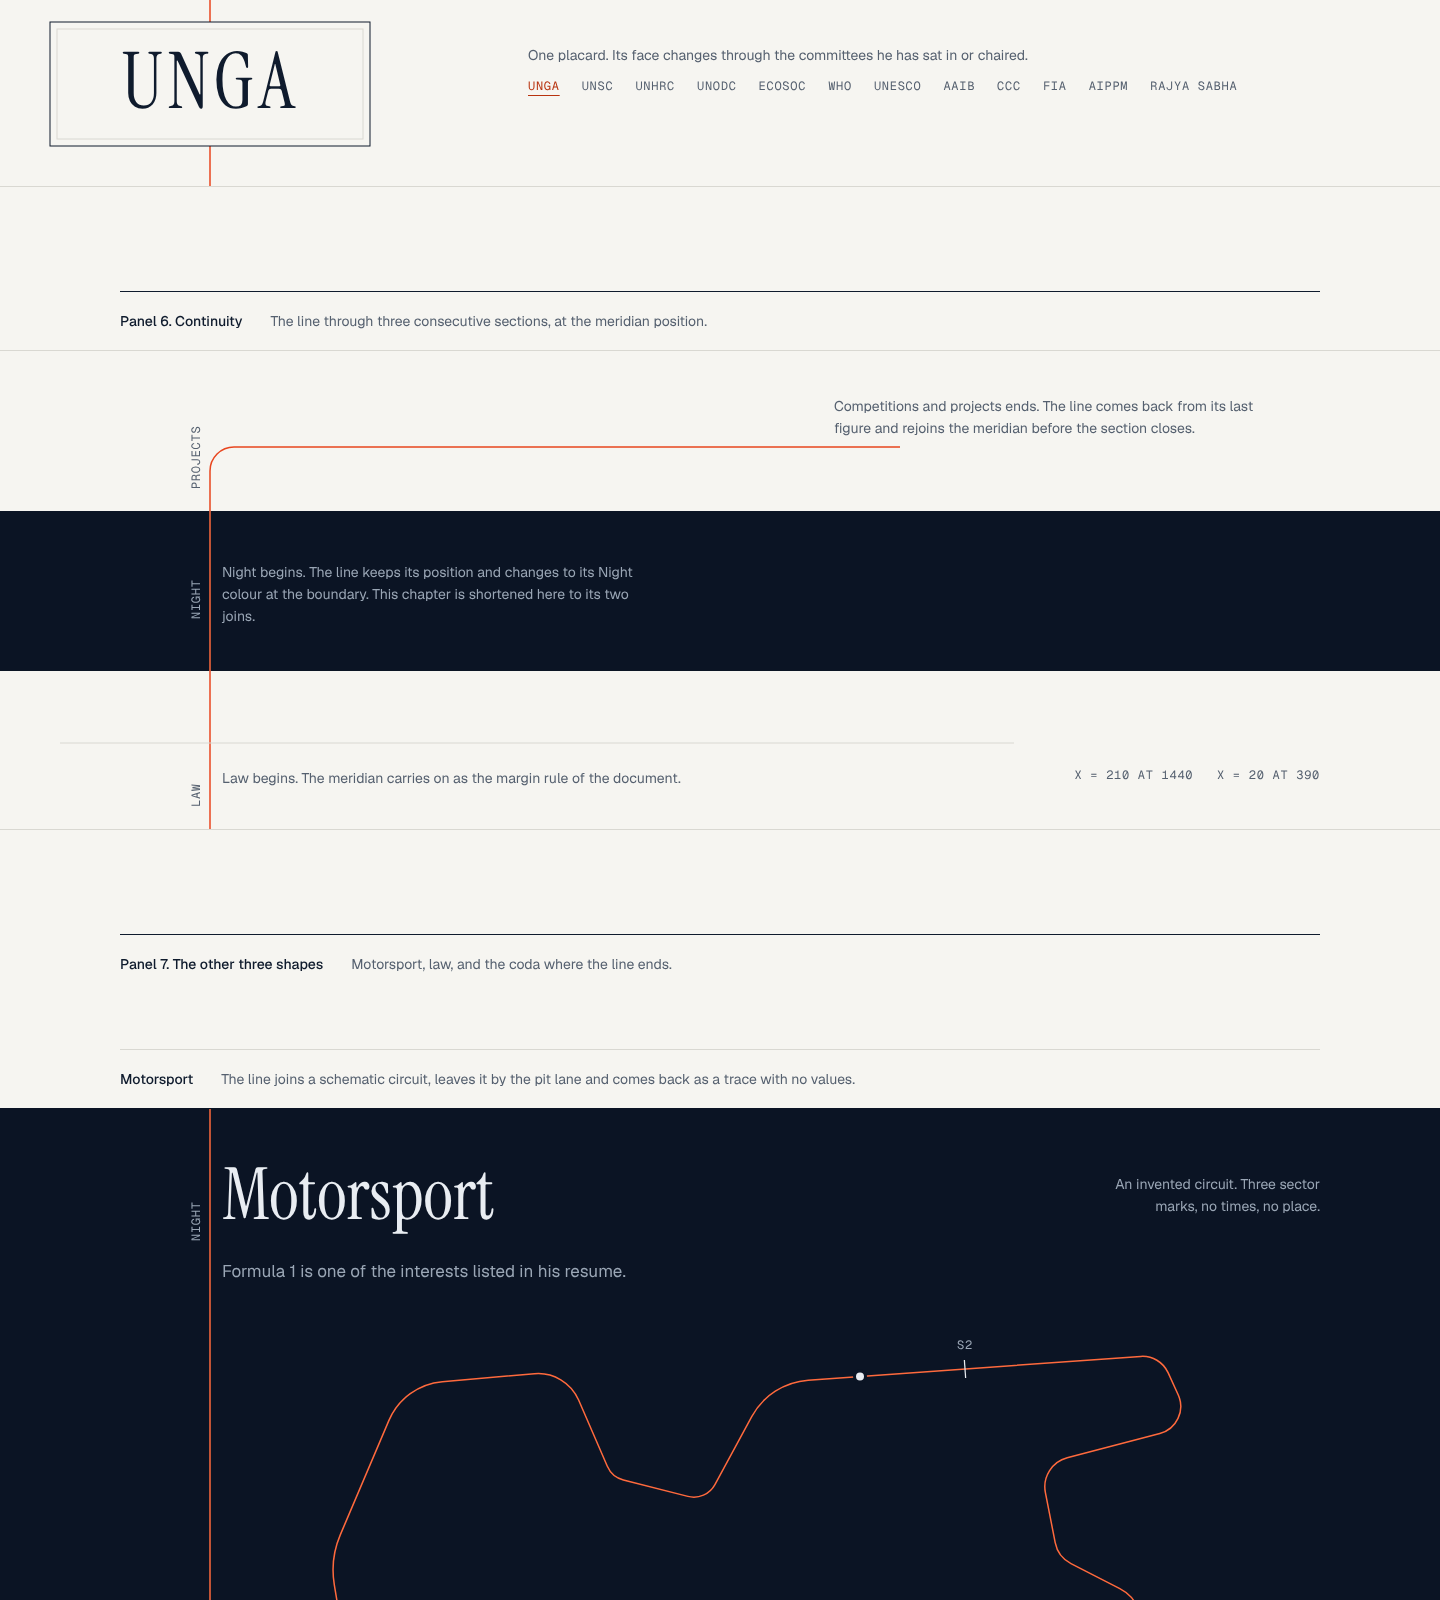 UNGA
One placard. Its face changes through the committees he has sat in or chaired.
UNGA UNSC UNHRC UNODC ECOSOC WHO UNESCO AAIB CCC FIA AIPPM RAJYA SABHA
Panel 6. Continuity The line through three consecutive sections, at the meridian position.
Competitions and projects ends. The line comes back from its last
figure and rejoins the meridian before the section closes.
PROJECTS
Night begins. The line keeps its position and changes to its Night
colour at the boundary. This chapter is shortened here to its two
joins.
NIGHT
Law begins. The meridian carries on as the margin rule of the document.
X = 210 AT 1440 X = 20 AT 390
LAW
Panel 7. The other three shapes Motorsport, law, and the coda where the line ends.
Motorsport The line joins a schematic circuit, leaves it by the pit lane and comes back as a trace with no values.
Motorsport
An invented circuit. Three sector
marks, no times, no place.
NIGHT
Formula 1 is one of the interests listed in his resume.
S2